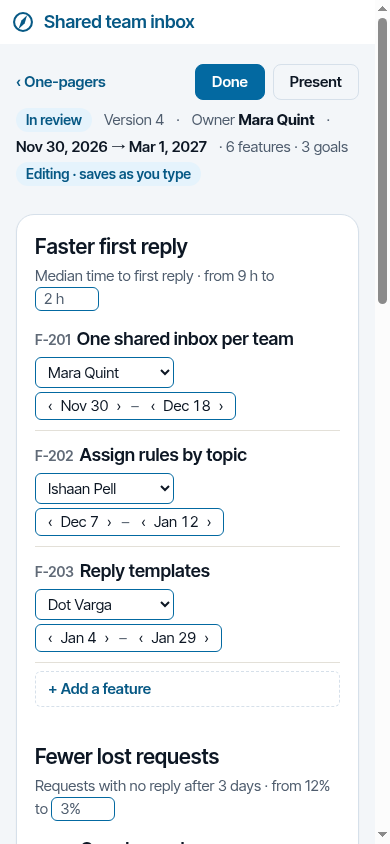 Shared team inbox
‹ One-pagers
Done
Present
In review
Version 4 · Owner Mara Quint ·
Nov 30, 2026 → Mar 1, 2027 · 6 features · 3 goals
Editing · saves as you type
Faster first reply
Median time to first reply · from 9 h to
2 h
F-201 One shared inbox per team
Mara Quint
‹ Nov 30 › – ‹ Dec 18 ›
F-202 Assign rules by topic
Ishaan Pell
‹ Dec 7 › – ‹ Jan 12 ›
F-203 Reply templates
Dot Varga
‹ Jan 4 › – ‹ Jan 29 ›
+ Add a feature
Fewer lost requests
Requests with no reply after 3 days · from 12%
to 3%